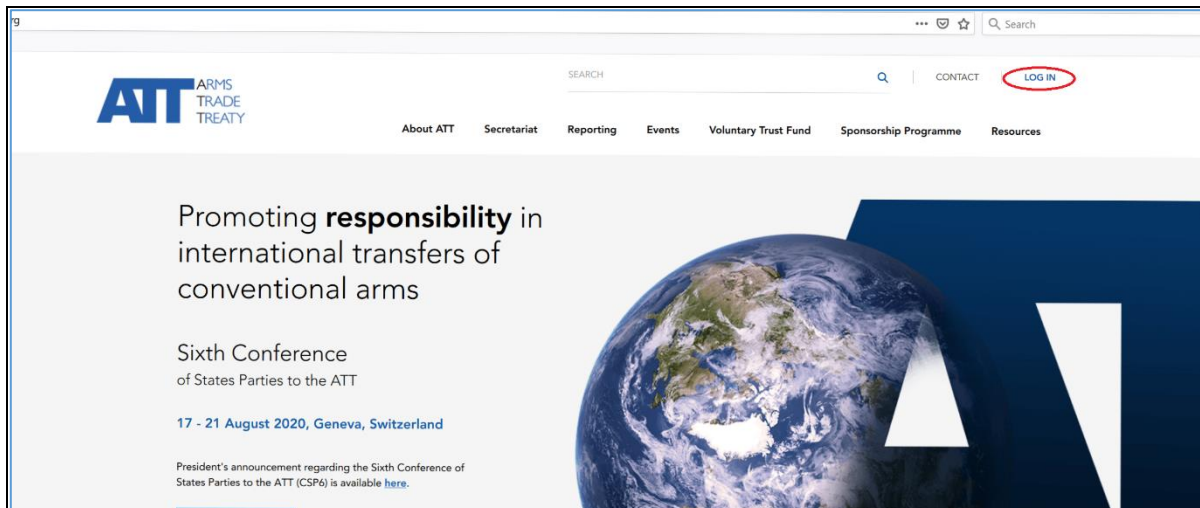 rg
Search
ATT
ARMS
TRADE
TREATY
SEARCH
CONTACT
LOG IN
About ATT Secretariat Reporting Events Voluntary Trust Fund Sponsorship Programme Resources
Promoting responsibility in
international transfers of
conventional arms
Sixth Conference
of States Parties to the ATT
17 - 21 August 2020, Geneva, Switzerland
President's announcement regarding the Sixth Conference of
States Parties to the ATT (CSP6) is available here.